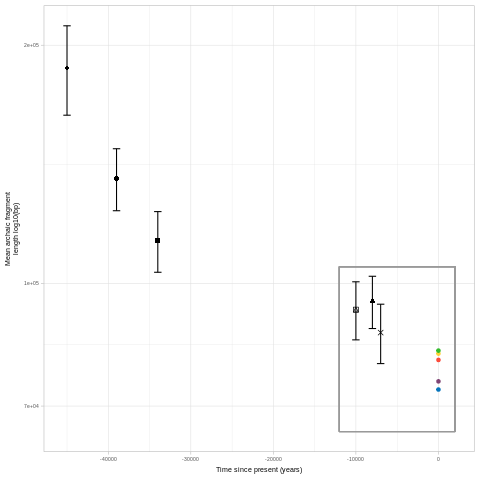 Mean archaic fragment
length log10(bp)
2e+05
1e+05
7e+04
-40000 -30000 -20000 -10000 0
Time since present (years)